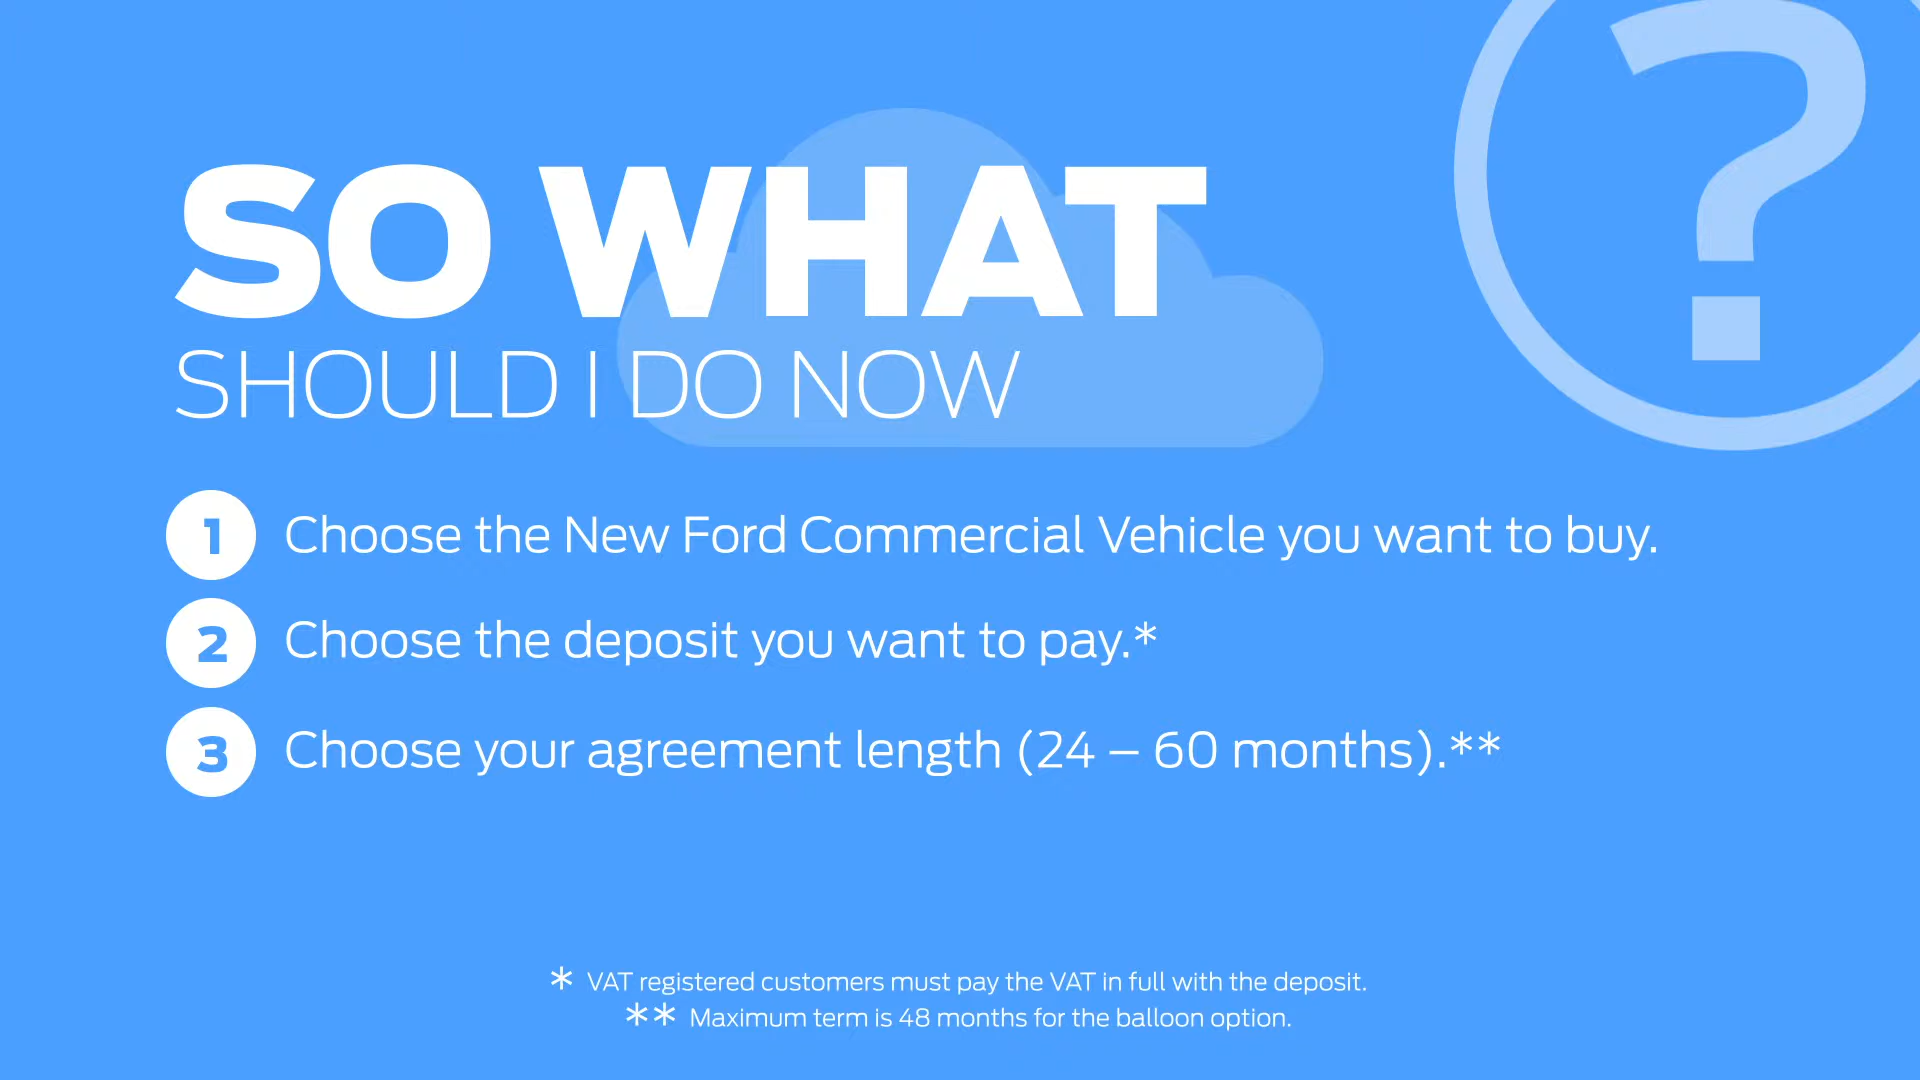 SO WHAT
SHOULD I DO NOW
?
1 Choose the New Ford Commercial Vehicle you want to buy.
2 Choose the deposit you want to pay.*
3 Choose your agreement length (24 – 60 months).**
* VAT registered customers must pay the VAT in full with the deposit.
** Maximum term is 48 months for the balloon option.